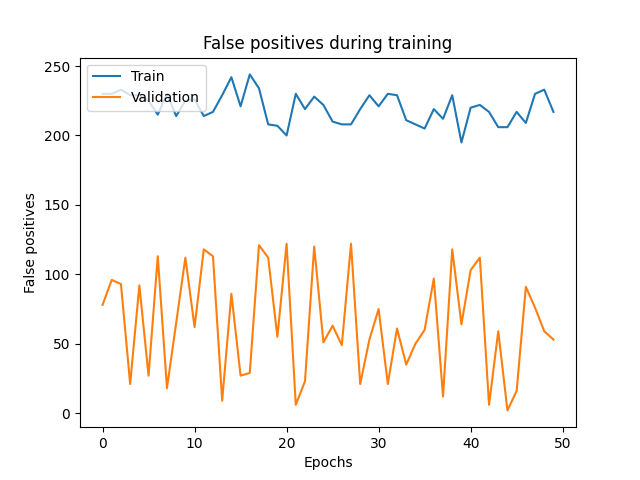 False positives during training
Train
Validation
250
200
150
100
50
0
False positives
0 10 20 30 40 50
Epochs